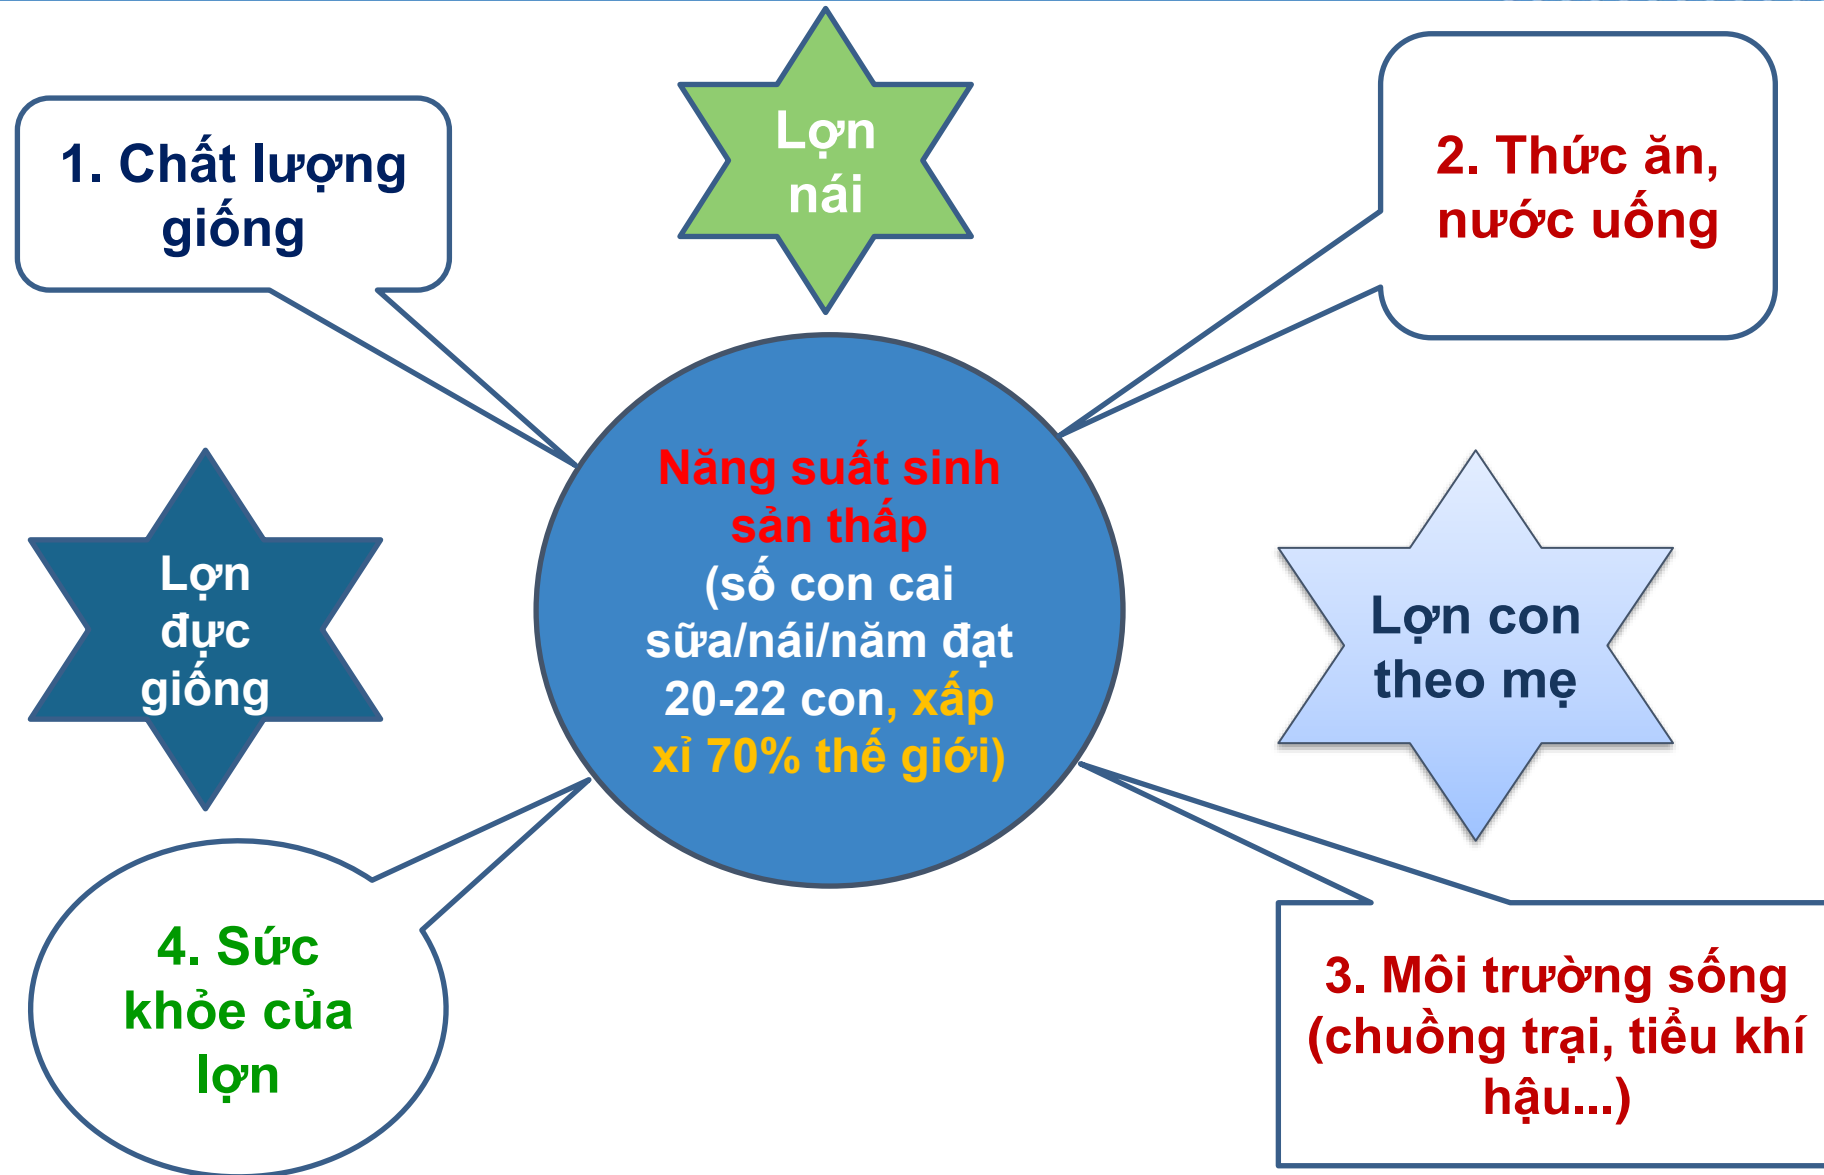 Lợn
nái
1. Chất lượng
giống
2. Thức ăn,
nước uống
Năng suất sinh
sản thấp
(số con cai
sữa/nái/năm đạt
20-22 con, xấp
xỉ 70% thế giới)
Lợn
đực
giống
Lợn con
theo mẹ
4. Sức
khỏe của
lợn
3. Môi trường sống
(chuồng trại, tiểu khí
hậu...)